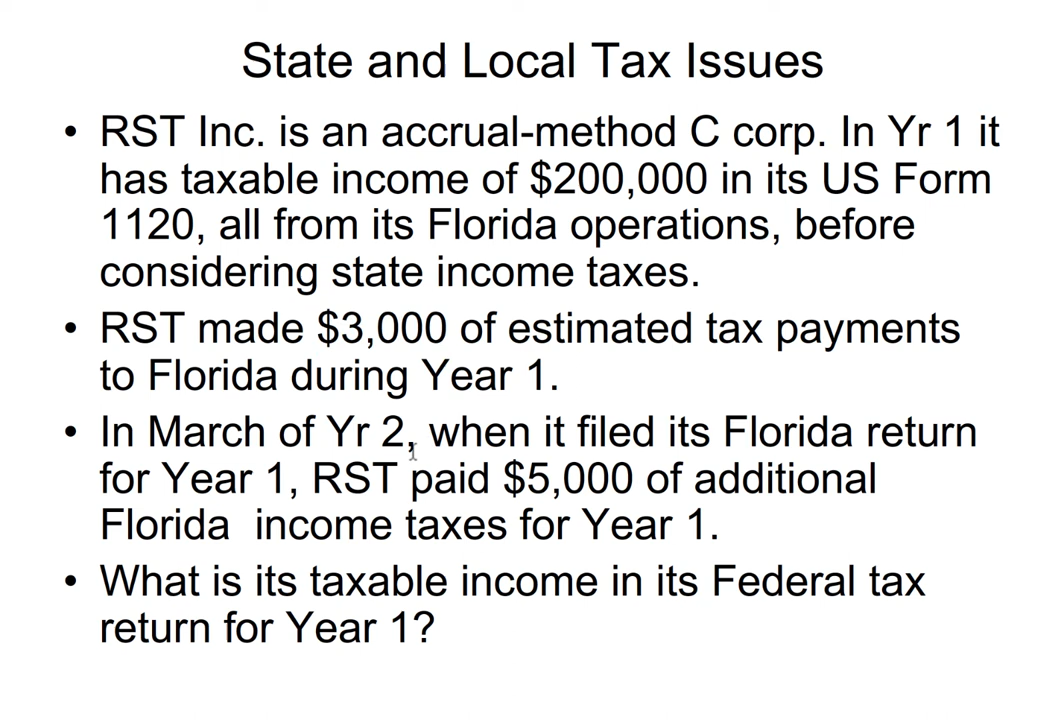 State and Local Tax Issues
• RST Inc. is an accrual-method C corp. In Yr 1 it
has taxable income of $200,000 in its US Form
1120, all from its Florida operations, before
considering state income taxes.
• RST made $3,000 of estimated tax payments
to Florida during Year 1.
• In March of Yr 2, when it filed its Florida return
for Year 1, RST paid $5,000 of additional
Florida  income taxes for Year 1.
• What is its taxable income in its Federal tax
return for Year 1?